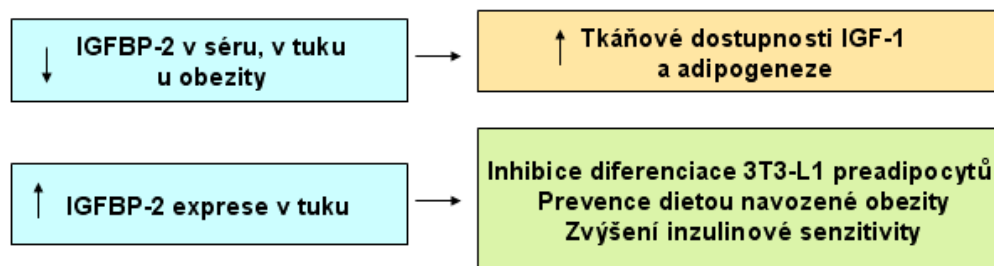 ↓ IGFBP-2 v séru, v tuku
u obezity
↑ Tkáňové dostupnosti IGF-1
a adipogeneze
↑ IGFBP-2 exprese v tuku
Inhibice diferenciace 3T3-L1 preadipocytů
Prevence dietou navozené obezity
Zvýšení inzulinové senzitivity